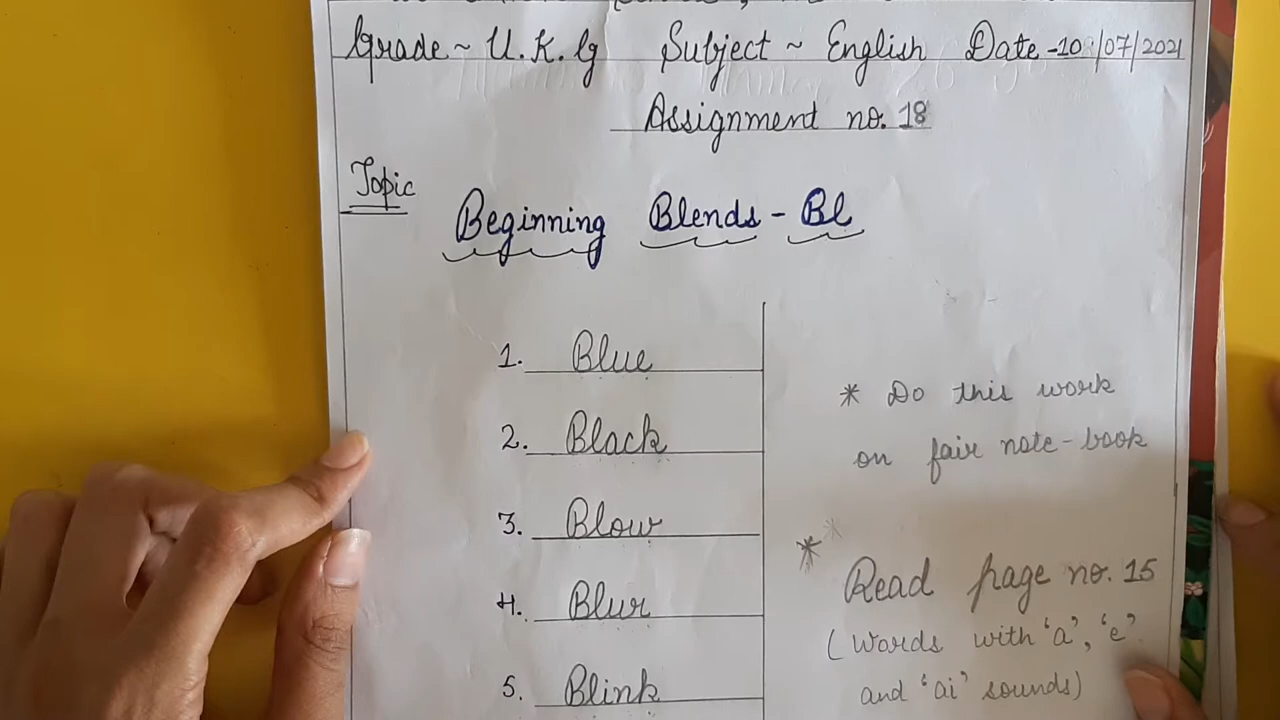 Grade ~ U.K.G Subject ~ English Date -10/07/2021
Assignment no. 18
Topic
Beginning Blends - Bl
1. Blue
2. Black
3. Blow
4. Blur
5. Blink
* Do this work
on fair note-book
* Read page no. 15
(Words with 'a', 'e'
and 'ai' sounds)